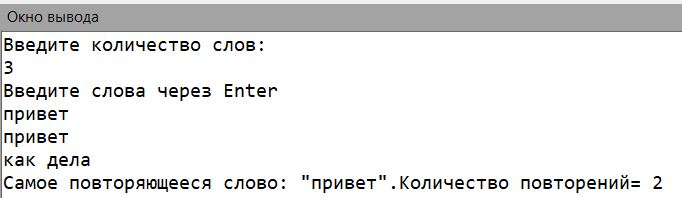 Окно вывода
Введите количество слов:
3
Введите слова через Enter
привет
привет
как дела
Самое повторяющееся слово: "привет".Количество повторений= 2